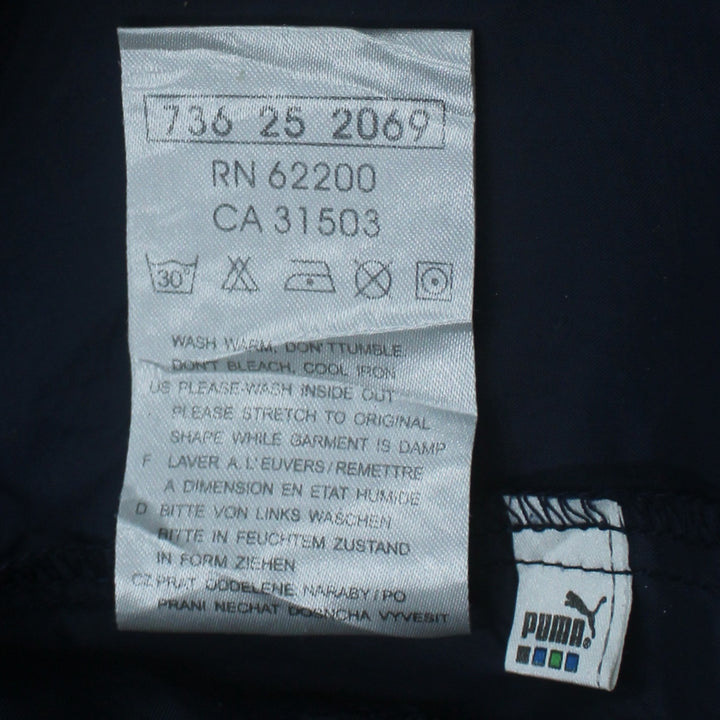 736 25 2069
RN 62200
CA 31503
30°
WASH WARM, DON'TTUMBLE
DON'T BLEACH, COOL IRON
US PLEASE WASH INSIDE OUT
PLEASE STRETCH TO ORIGINAL
SHAPE WHILE GARMENT IS DAMP
F LAVER A L'EUVERS/REMETTRE
A DIMENSION EN ETAT HUMIDE
D BITTE VON LINKS WASCHEN
BITTE IN FEUCHTEM ZUSTAND
IN FORM ZIEHEN
CZ PRAT ODDELENE NARABY/PO
PRANI NECHAT DOSNCHA VYVESIT
PUMA